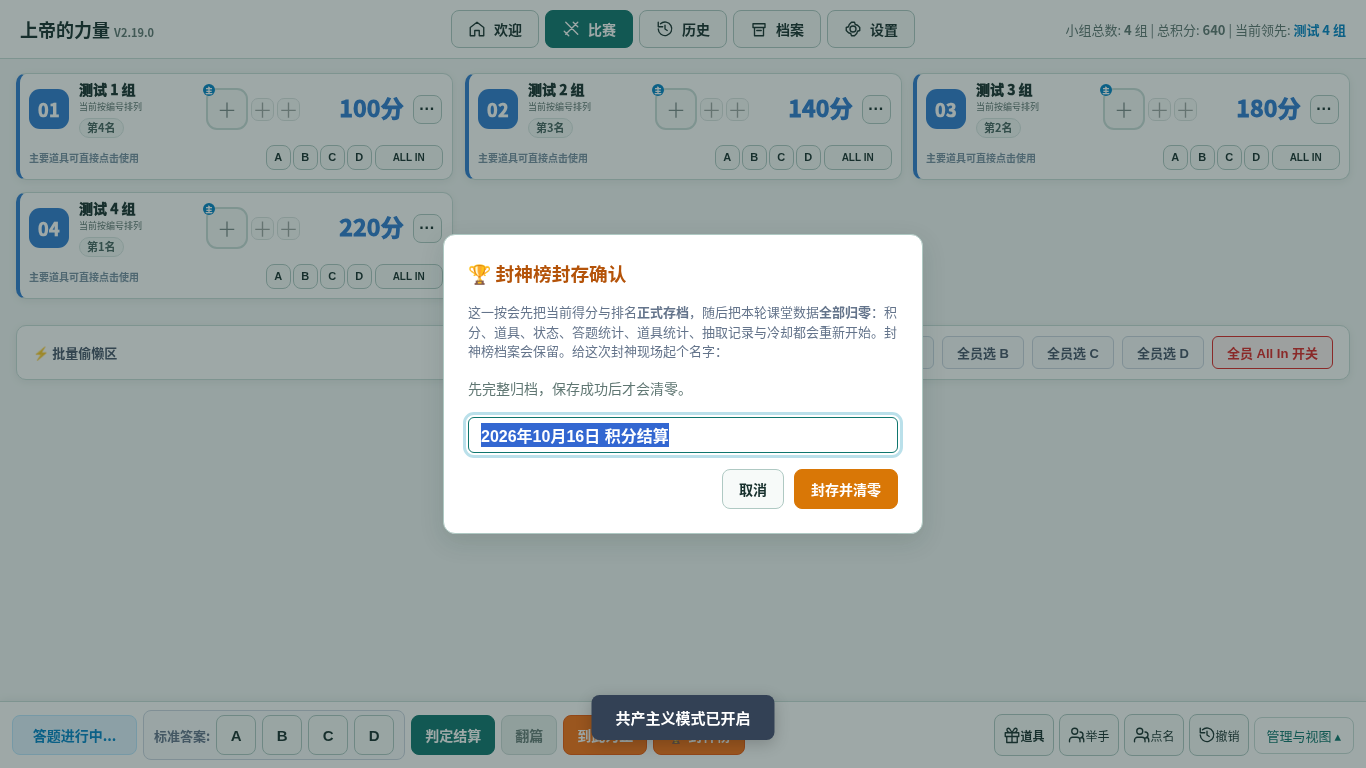 上帝的力量 V2.19.0
欢迎
比赛
历史
档案
设置
小组总数: 4 组 | 总积分: 640 | 当前领先: 测试 4 组
01
测试 1 组
当前按编号排列
第4名
主
100分
...
主要道具可直接点击使用
A
B
C
D
ALL IN
02
测试 2 组
当前按编号排列
第3名
主
140分
...
主要道具可直接点击使用
A
B
C
D
ALL IN
03
测试 3 组
当前按编号排列
第2名
主
180分
...
主要道具可直接点击使用
A
B
C
D
ALL IN
04
测试 4 组
当前按编号排列
第1名
主
220分
...
主要道具可直接点击使用
A
B
C
D
ALL IN
⚡ 批量偷懒区
全员选 B
全员选 C
全员选 D
全员 All In 开关
🏆 封神榜封存确认
这一按会先把当前得分与排名正式存档，随后把本轮课堂数据全部归零：积
分、道具、状态、答题统计、道具统计、抽取记录与冷却都会重新开始。封
神榜档案会保留。给这次封神现场起个名字：
先完整归档，保存成功后才会清零。
2026年10月16日 积分结算
取消
封存并清零
共产主义模式已开启
答题进行中...
标准答案:
A
B
C
D
判定结算
翻篇
道具
举手
点名
撤销
管理与视图 ▴